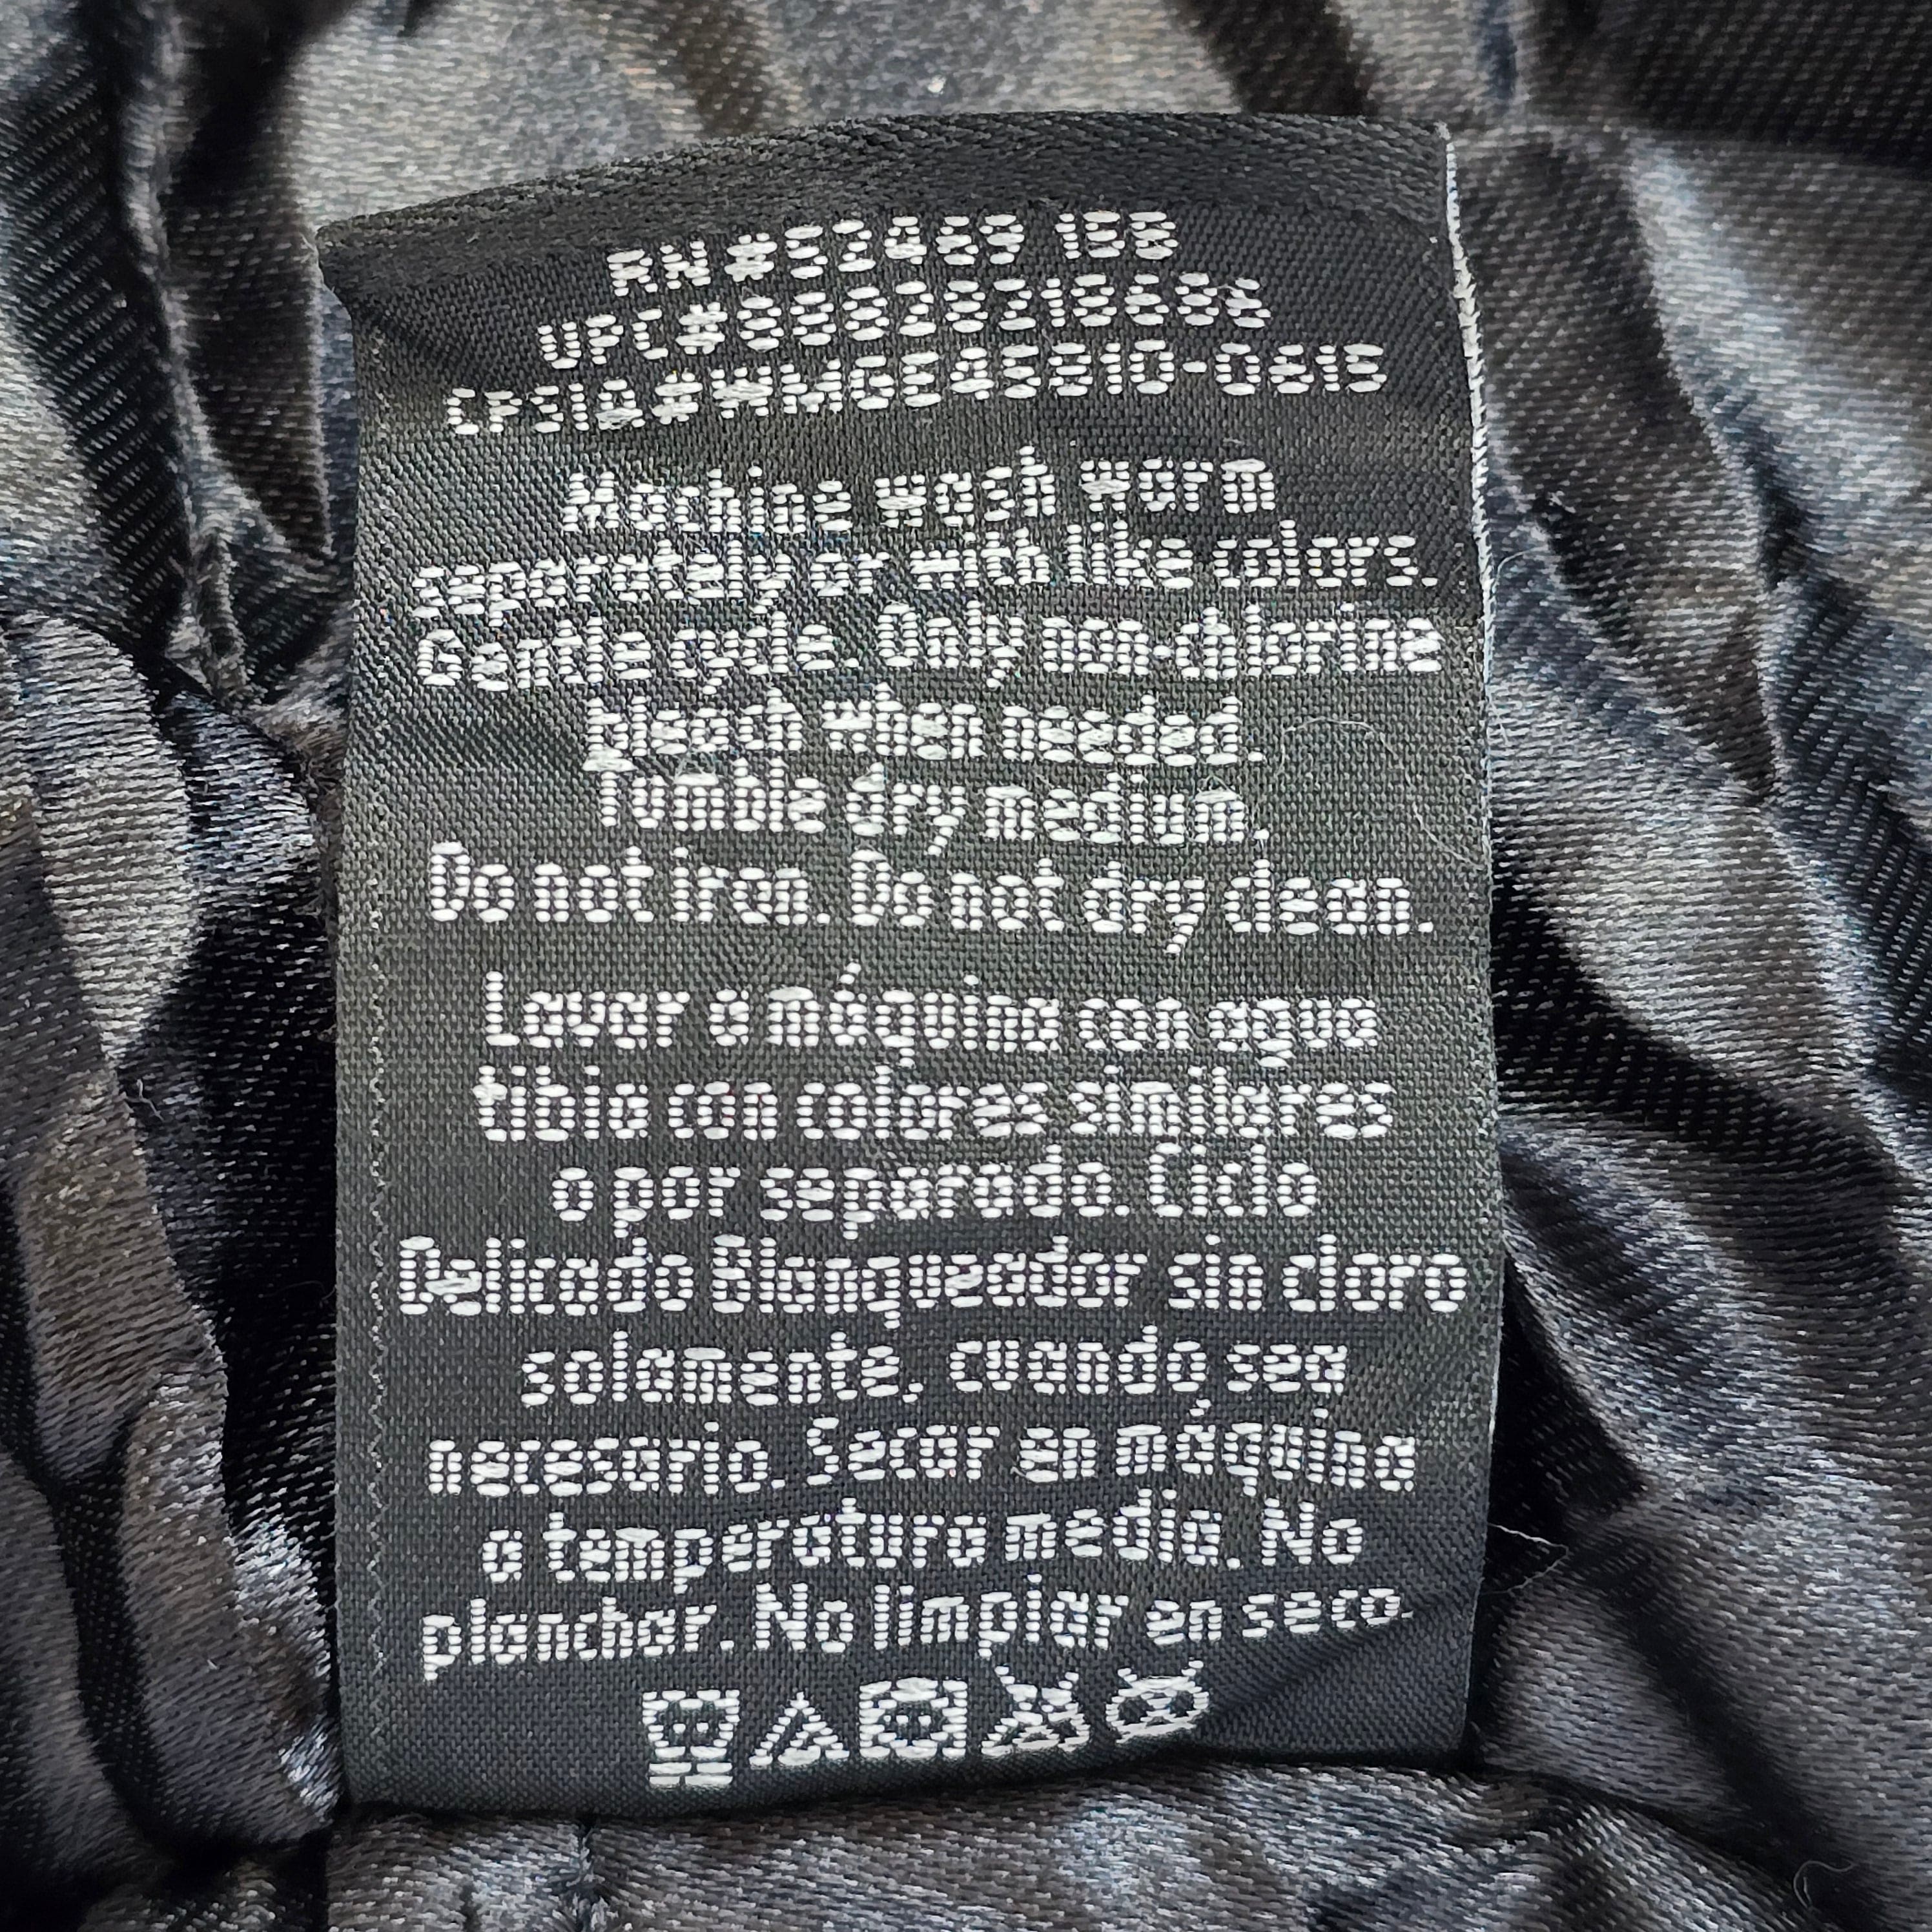 RN#52469 15B
UPC#
CPSIA#WMGE45810-0615
Machine wash warm
separately or with like colors.
Gentle cycle. Only non-chlorine
bleach when needed.
Tumble dry medium.
Do not iron. Do not dry clean.
Lavar a máquina con agua
tibia con colores similares
o por separado. Ciclo
Delicado Blanqueador sin cloro
solamente, cuando sea
necesario. Secar en máquina
a temperatura media. No
planchar. No limpiar en seco.